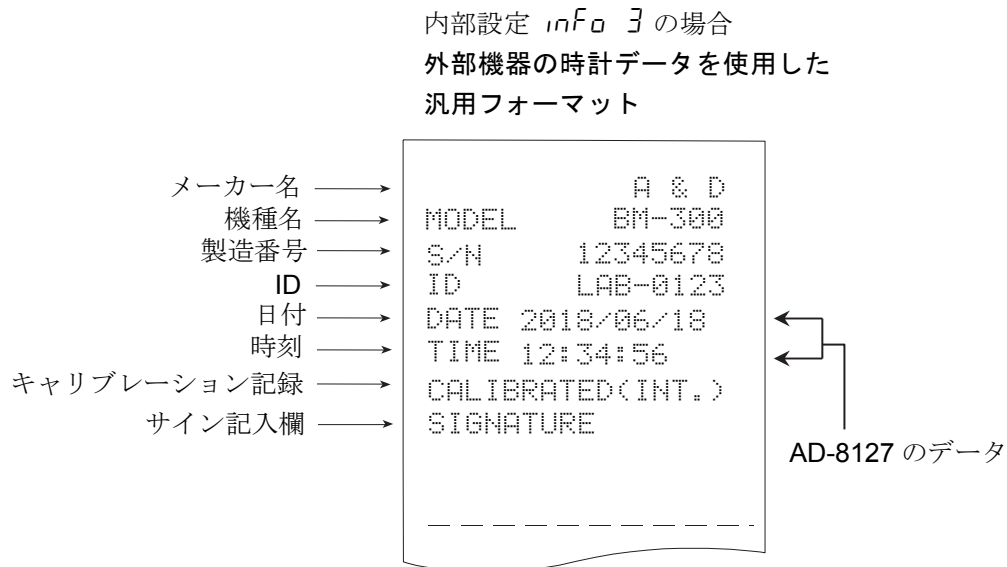 内部設定 info 3 の場合
外部機器の時計データを使用した
汎用フォーマット
メーカー名 A & D
機種名 MODEL BM-300
製造番号 S/N 12345678
ID ID LAB-0123
日付 DATE 2018/06/18
時刻 TIME 12:34:56
キャリブレーション記録 CALIBRATED(INT.)
サイン記入欄 SIGNATURE
AD-8127 のデータ